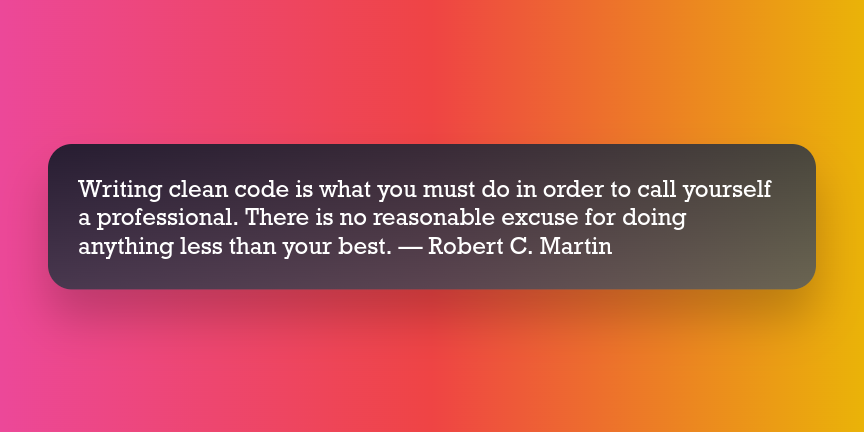 Writing clean code is what you must do in order to call yourself
a professional. There is no reasonable excuse for doing
anything less than your best. — Robert C. Martin